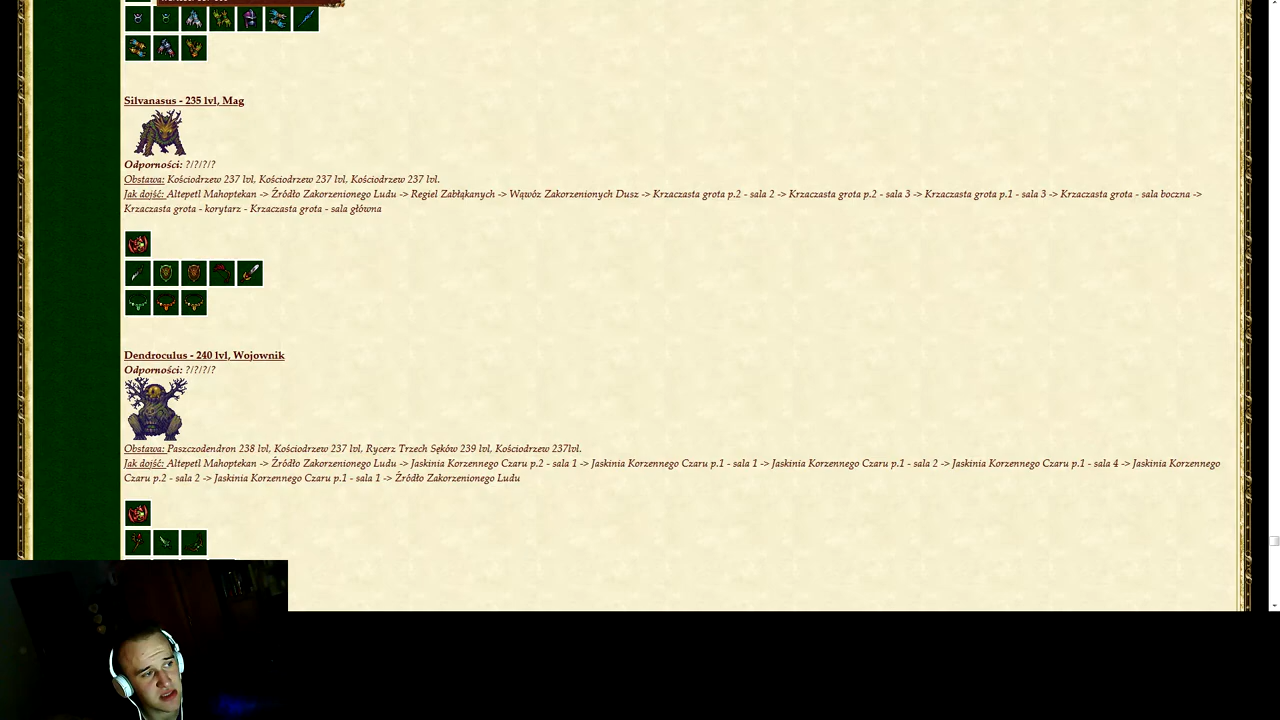 Silvanasus - 235 lvl, Mag
Odporności: ?/?/?/?
Obstawa: Kościodrzew 237 lvl, Kościodrzew 237 lvl, Kościodrzew 237 lvl.
Jak dojść: Altepetl Mahoptekan -> Źródło Zakorzenionego Ludu -> Regiel Zabłąkanych -> Wąwóz Zakorzenionych Dusz -> Krzaczasta grota p.2 - sala 2 -> Krzaczasta grota p.2 - sala 3 -> Krzaczasta grota p.1 - sala 3 -> Krzaczasta grota - sala boczna ->
Krzaczasta grota - korytarz - Krzaczasta grota - sala główna
Dendroculus - 240 lvl, Wojownik
Odporności: ?/?/?/?
Obstawa: Paszczodendron 238 lvl, Kościodrzew 237 lvl, Rycerz Trzech Sęków 239 lvl, Kościodrzew 237lvl.
Jak dojść: Altepetl Mahoptekan -> Źródło Zakorzenionego Ludu -> Jaskinia Korzennego Czaru p.2 - sala 1 -> Jaskinia Korzennego Czaru p.1 - sala 1 -> Jaskinia Korzennego Czaru p.1 - sala 2 -> Jaskinia Korzennego Czaru p.1 - sala 4 -> Jaskinia Korzennego
Czaru p.2 - sala 2 -> Jaskinia Korzennego Czaru p.1 - sala 1 -> Źródło Zakorzenionego Ludu